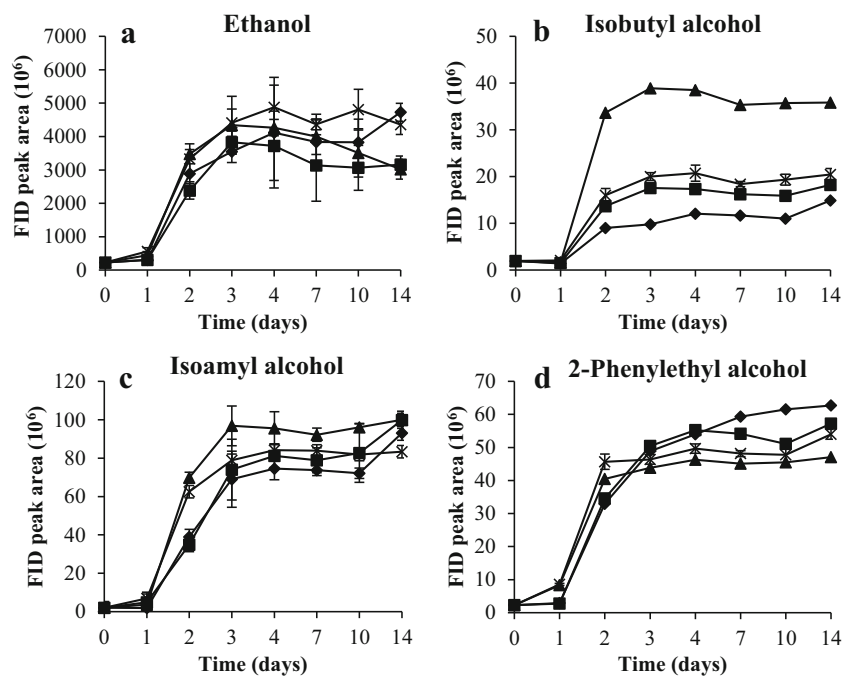 a Ethanol
FID peak area (10⁶)
7000
6000
5000
4000
3000
2000
1000
0
0 1 2 3 4 7 10 14
Time (days)
b Isobutyl alcohol
FID peak area (10⁶)
50
40
30
20
10
0
0 1 2 3 4 7 10 14
Time (days)
c Isoamyl alcohol
FID peak area (10⁶)
120
100
80
60
40
20
0
0 1 2 3 4 7 10 14
Time (days)
d 2-Phenylethyl alcohol
FID peak area (10⁶)
70
60
50
40
30
20
10
0
0 1 2 3 4 7 10 14
Time (days)